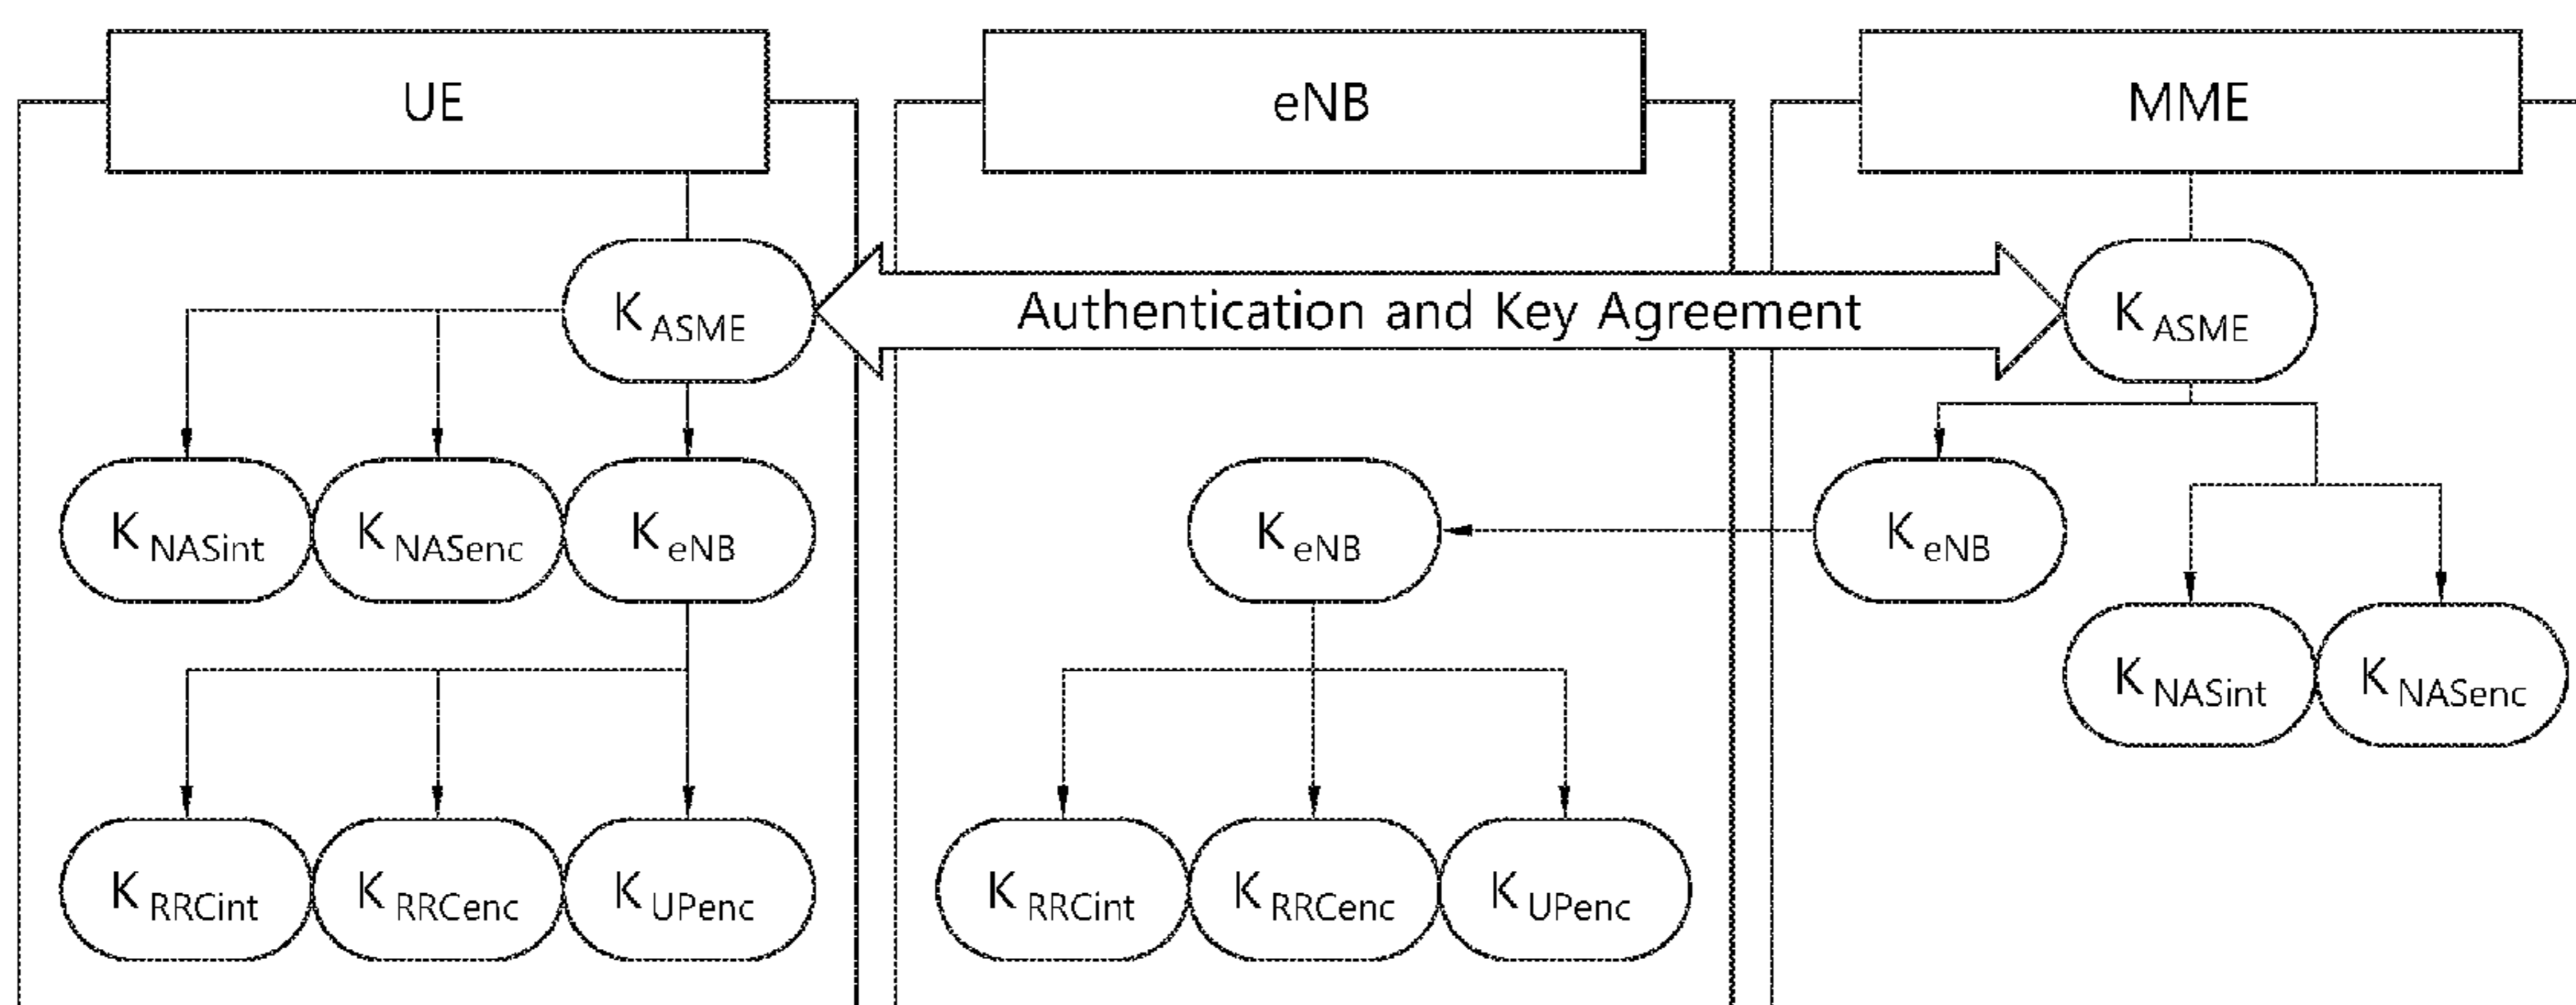 UE
eNB
MME
K ASME
Authentication and Key Agreement
K ASME
K NASint
K NASenc
K eNB
K eNB
K eNB
K NASint
K NASenc
K RRCint
K RRCenc
K UPenc
K RRCint
K RRCenc
K UPenc